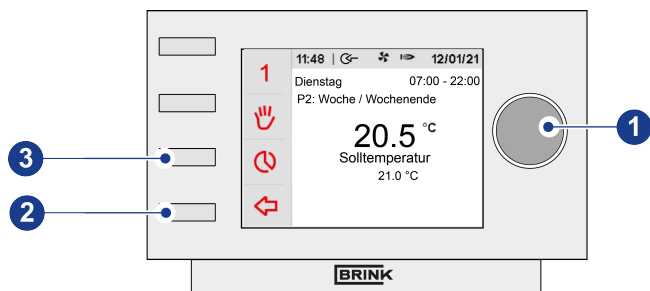 11:48 | 12/01/21
1
Dienstag 07:00 - 22:00
P2: Woche / Wochenende
20.5 °C
Solltemperatur
21.0 °C
1
3
2
BRINK